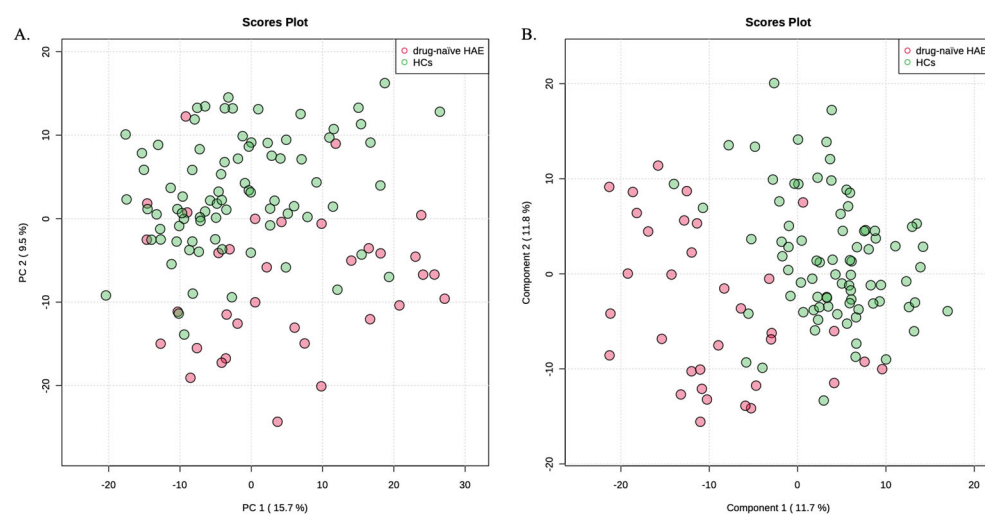 A.
Scores Plot
drug-naïve HAE
HCs
PC 2 ( 9.5 %)
20
10
0
-10
-20
-20
-10
0
10
20
30
PC 1 ( 15.7 %)
B.
Scores Plot
drug-naïve HAE
HCs
Component 2 ( 11.8 %)
20
10
0
-10
-20
-20
-10
0
10
20
Component 1 ( 11.7 %)